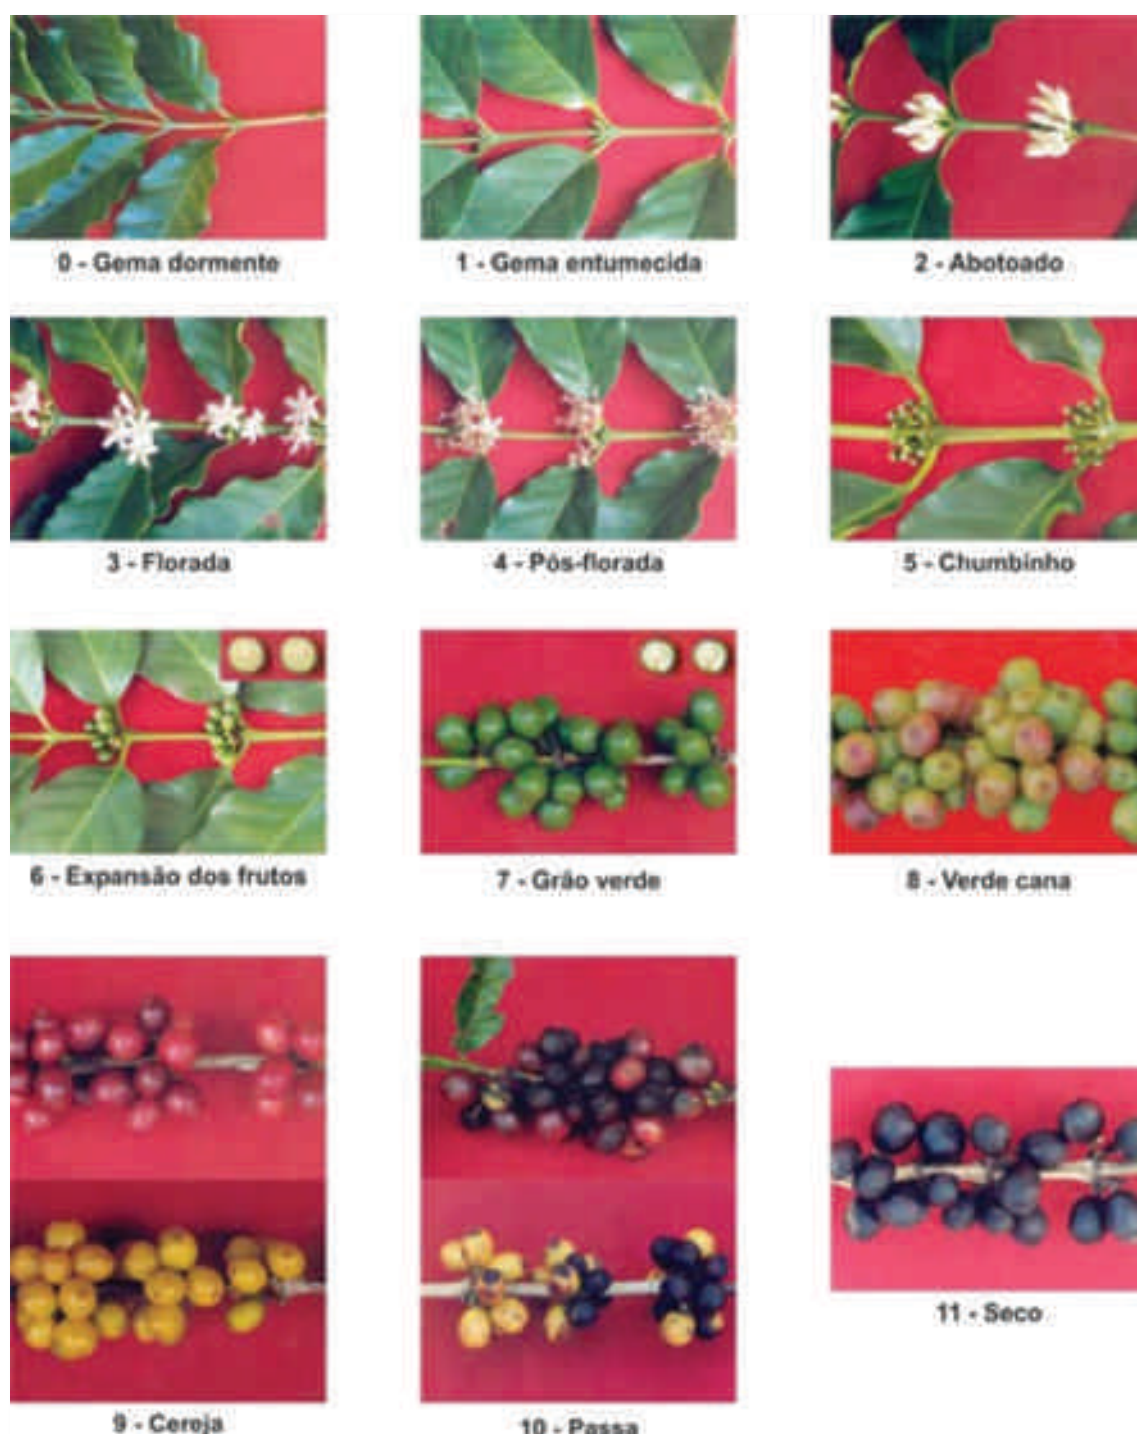 0 - Gema dormente
1 - Gema entumecida
2 - Abotoado
3 - Florada
4 - Pós-florada
5 - Chumbinho
6 - Expansão dos frutos
7 - Grão verde
8 - Verde cana
9 - Cereja
10 - Passa
11 - Seco